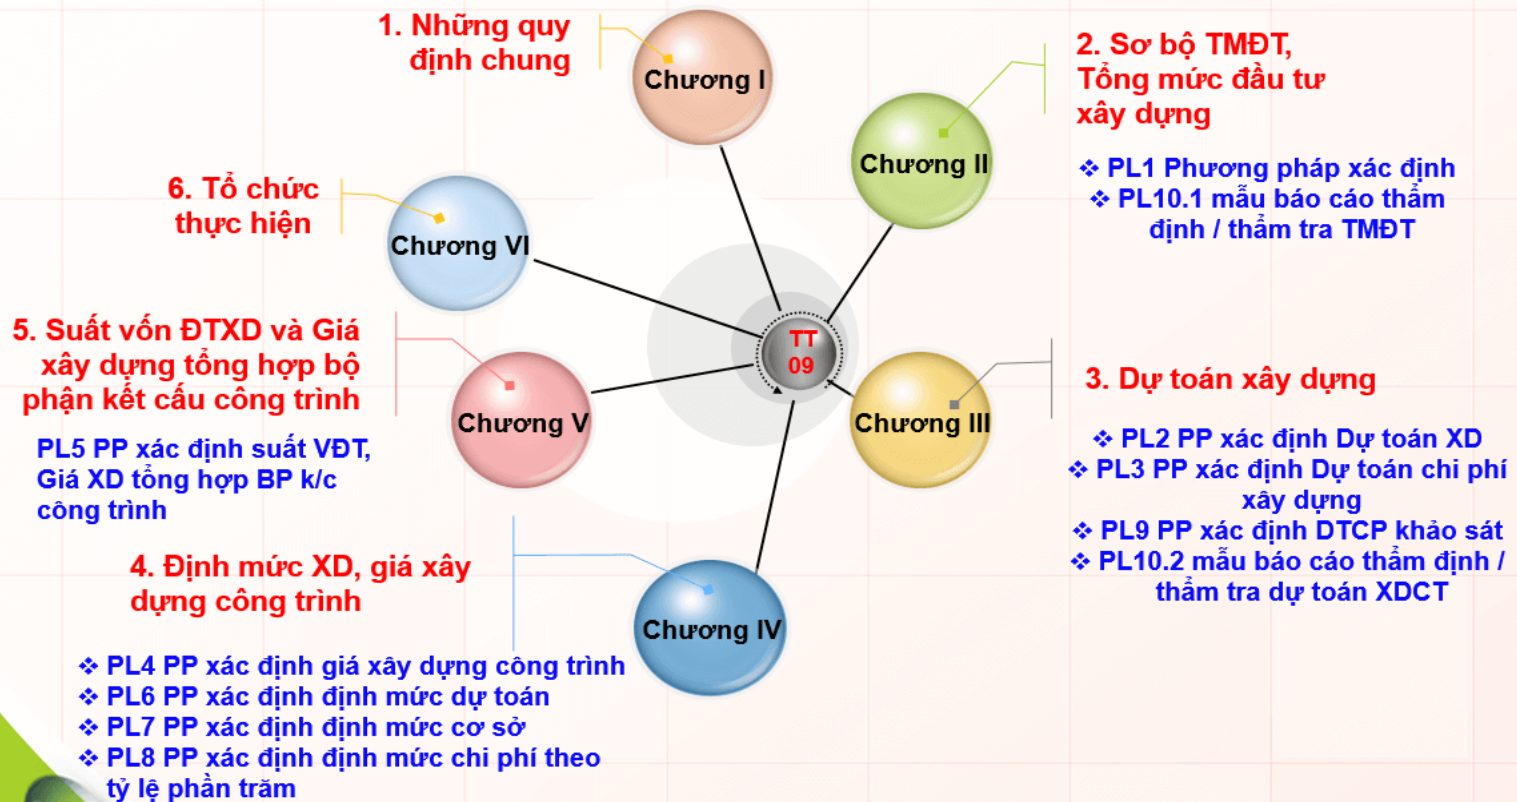 1. Những quy
định chung
Chương I
2. Sơ bộ TMĐT,
Tổng mức đầu tư
xây dựng
Chương II
❖ PL1 Phương pháp xác định
❖ PL10.1 mẫu báo cáo thẩm
định / thẩm tra TMĐT
6. Tổ chức
thực hiện
Chương VI
TT
09
5. Suất vốn ĐTXD và Giá
xây dựng tổng hợp bộ
phận kết cấu công trình
Chương V
PL5 PP xác định suất VĐT,
Giá XD tổng hợp BP k/c
công trình
3. Dự toán xây dựng
Chương III
❖ PL2 PP xác định Dự toán XD
❖ PL3 PP xác định Dự toán chi phí
xây dựng
❖ PL9 PP xác định DTCP khảo sát
❖ PL10.2 mẫu báo cáo thẩm định /
thẩm tra dự toán XDCT
4. Định mức XD, giá xây
dựng công trình
Chương IV
❖ PL4 PP xác định giá xây dựng công trình
❖ PL6 PP xác định định mức dự toán
❖ PL7 PP xác định định mức cơ sở
❖ PL8 PP xác định định mức chi phí theo
tỷ lệ phần trăm